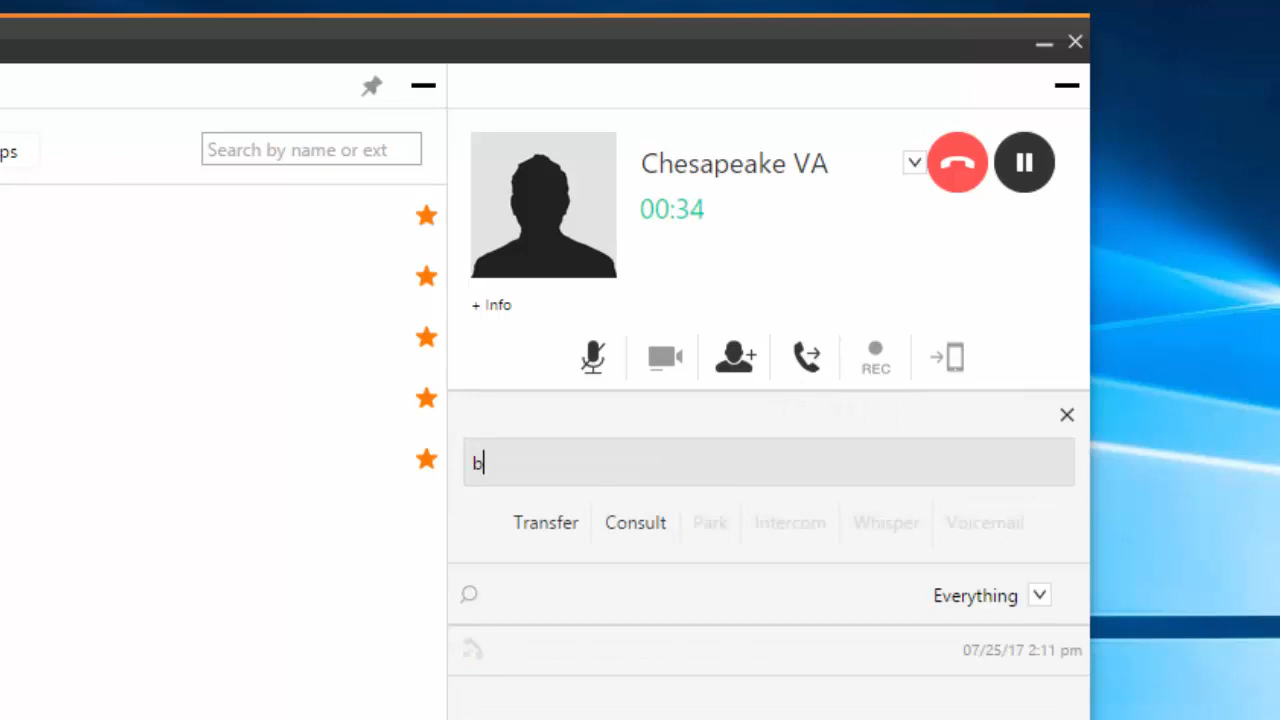 ps
Search by name or ext
Chesapeake VA
00:34
+ Info
REC
b
Transfer Consult Park Intercom Whisper Voicemail
Everything
07/25/17 2:11 pm